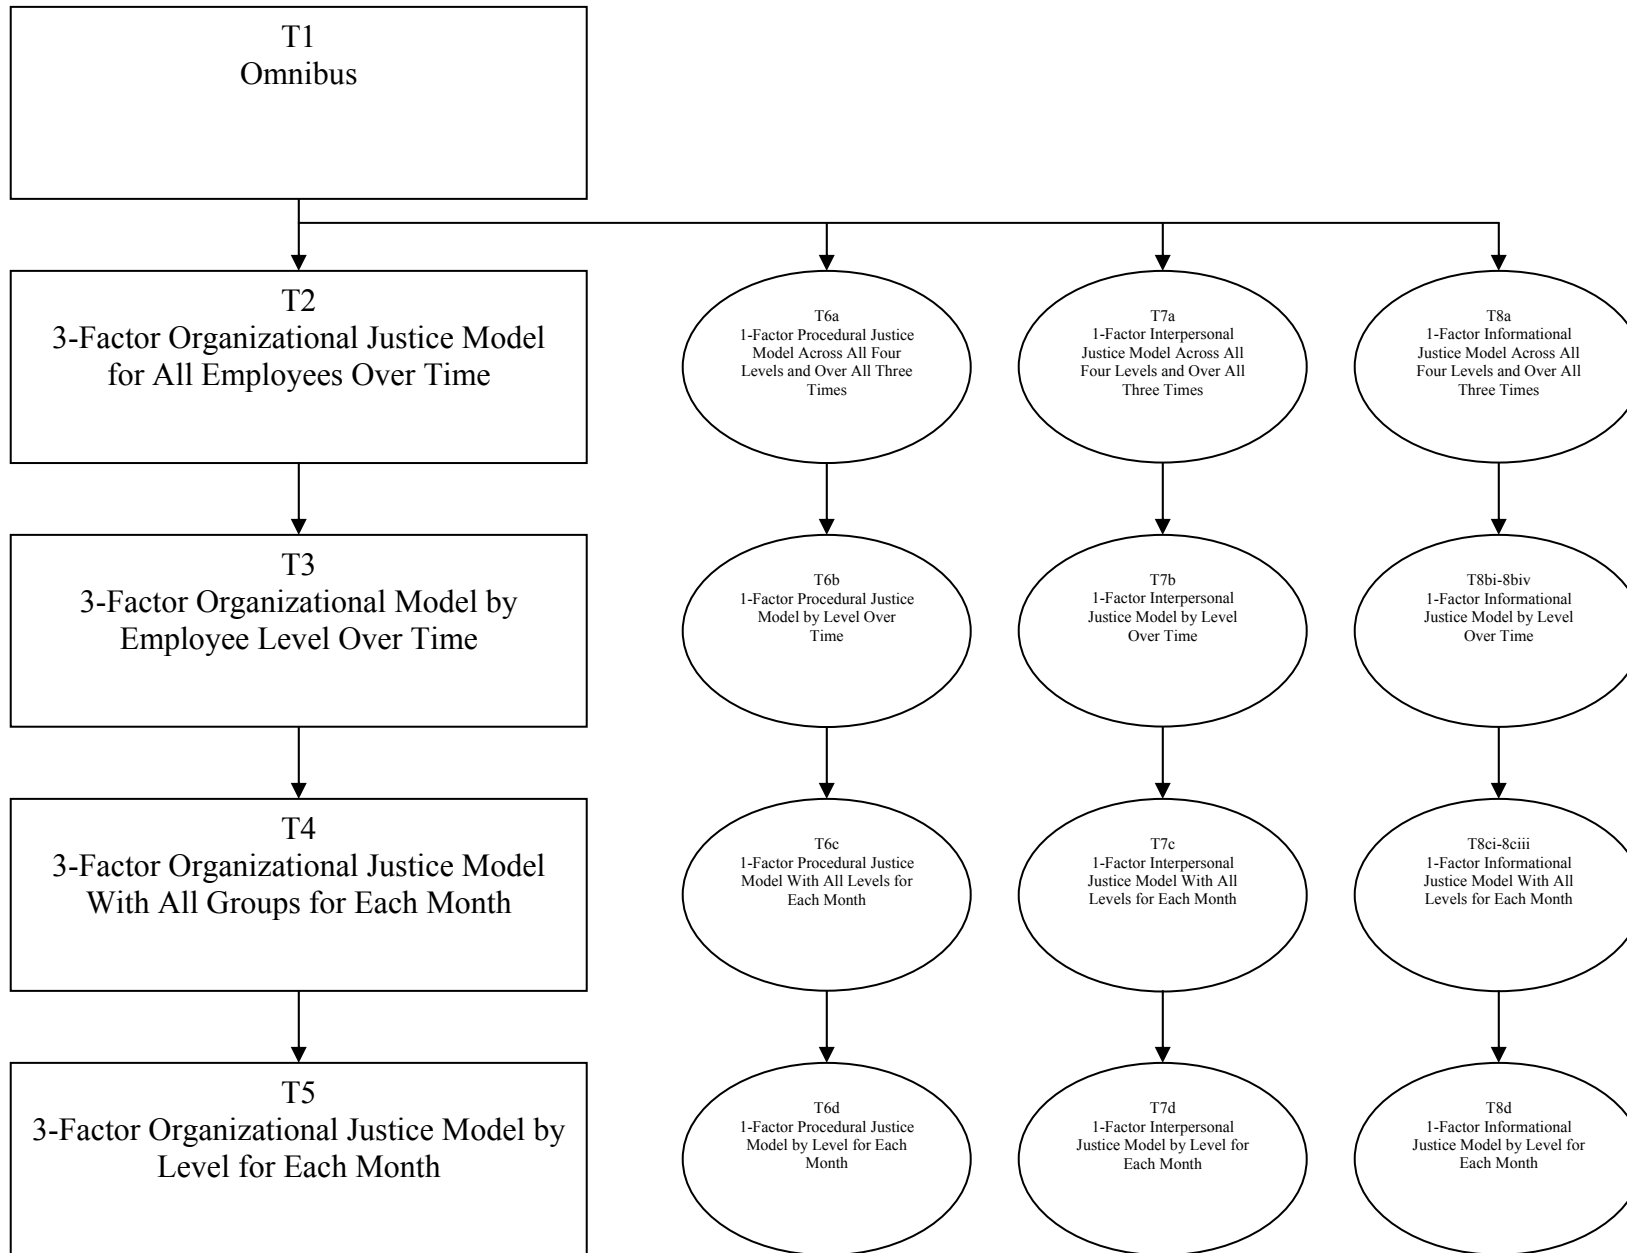 T1
Omnibus
T2
3-Factor Organizational Justice Model
for All Employees Over Time
T6a
1-Factor Procedural Justice
Model Across All Four
Levels and Over All Three
Times
T7a
1-Factor Interpersonal
Justice Model Across All
Four Levels and Over All
Three Times
T8a
1-Factor Informational
Justice Model Across All
Four Levels and Over All
Three Times
T3
3-Factor Organizational Model by
Employee Level Over Time
T6b
1-Factor Procedural Justice
Model by Level Over
Time
T7b
1-Factor Interpersonal
Justice Model by Level
Over Time
T8bi-8biv
1-Factor Informational
Justice Model by Level
Over Time
T4
3-Factor Organizational Justice Model
With All Groups for Each Month
T6c
1-Factor Procedural Justice
Model With All Levels for
Each Month
T7c
1-Factor Interpersonal
Justice Model With All
Levels for Each Month
T8ci-8ciii
1-Factor Informational
Justice Model With All
Levels for Each Month
T5
3-Factor Organizational Justice Model by
Level for Each Month
T6d
1-Factor Procedural Justice
Model by Level for Each
Month
T7d
1-Factor Interpersonal
Justice Model by Level for
Each Month
T8d
1-Factor Informational
Justice Model by Level for
Each Month